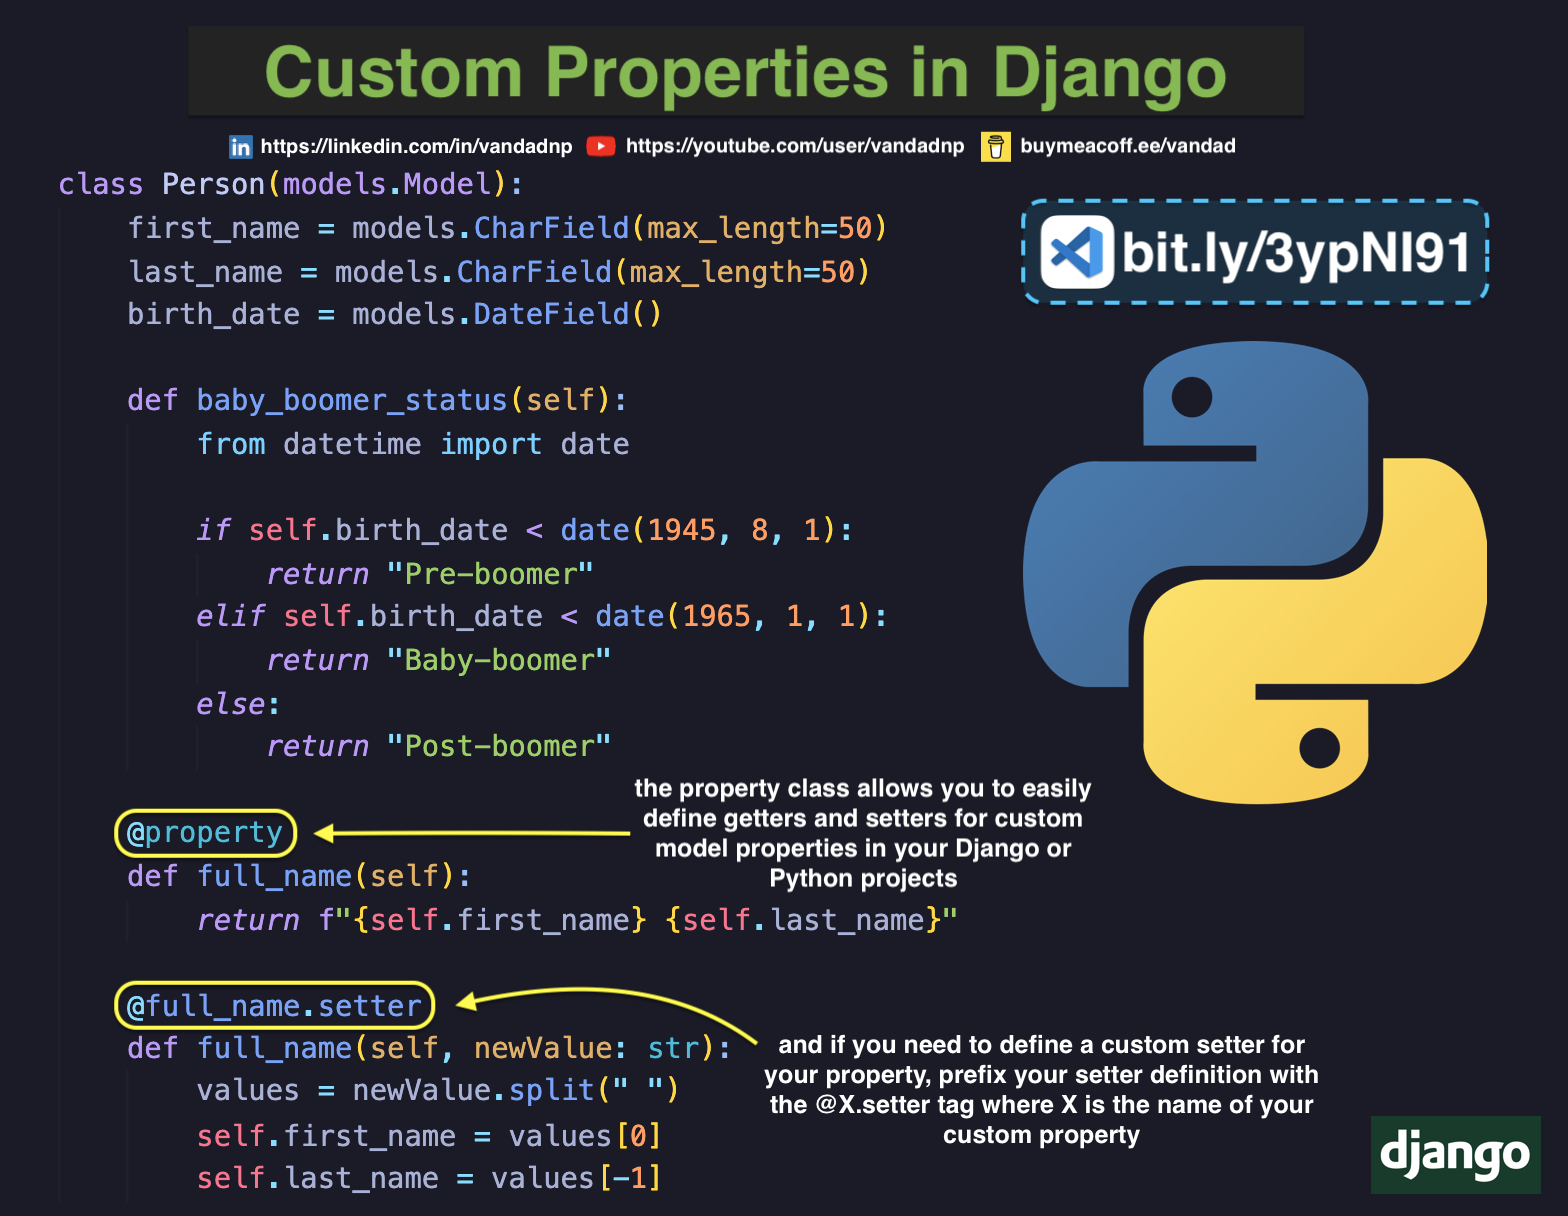 Custom Properties in Django
https://linkedin.com/in/vandadnp https://youtube.com/user/vandadnp buymeacoff.ee/vandad
class Person(models.Model):
    first_name = models.CharField(max_length=50)
    last_name = models.CharField(max_length=50)
    birth_date = models.DateField()
bit.ly/3ypNl91
    def baby_boomer_status(self):
        from datetime import date
        if self.birth_date < date(1945, 8, 1):
            return "Pre-boomer"
        elif self.birth_date < date(1965, 1, 1):
            return "Baby-boomer"
        else:
            return "Post-boomer"
the property class allows you to easily
define getters and setters for custom
model properties in your Django or
Python projects
    @property
    def full_name(self):
        return f"{self.first_name} {self.last_name}"
    @full_name.setter
    def full_name(self, newValue: str):
        values = newValue.split(" ")
        self.first_name = values[0]
        self.last_name = values[-1]
and if you need to define a custom setter for
your property, prefix your setter definition with
the @X.setter tag where X is the name of your
custom property
django